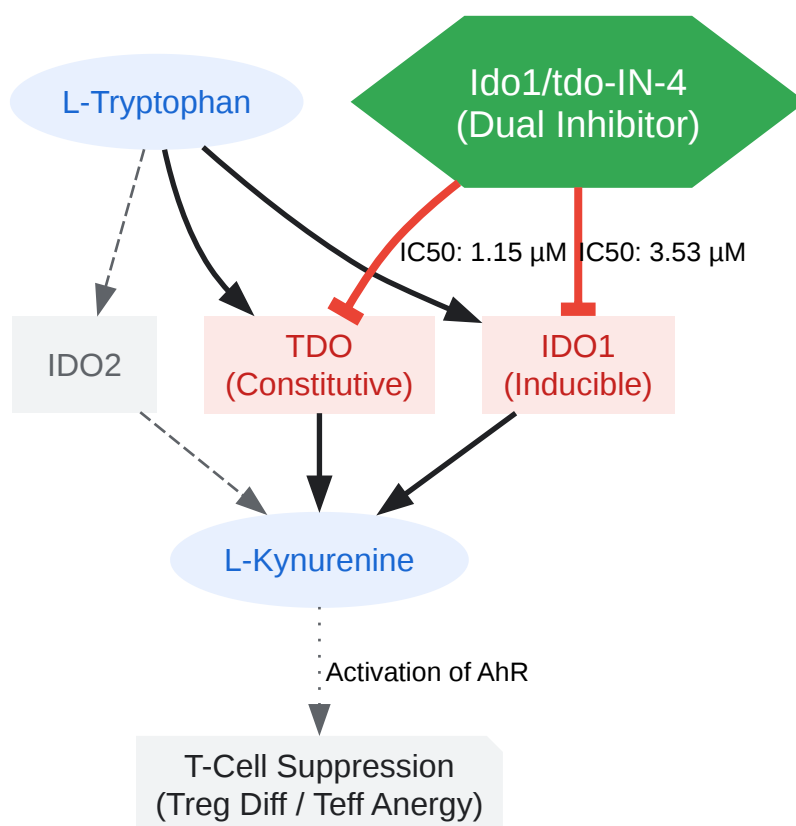 L-Tryptophan
Ido1/tdo-IN-4
(Dual Inhibitor)
IC50: 1.15 µM
IC50: 3.53 µM
IDO2
TDO
(Constitutive)
IDO1
(Inducible)
L-Kynurenine
Activation of AhR
T-Cell Suppression
(Treg Diff / Teff Anergy)